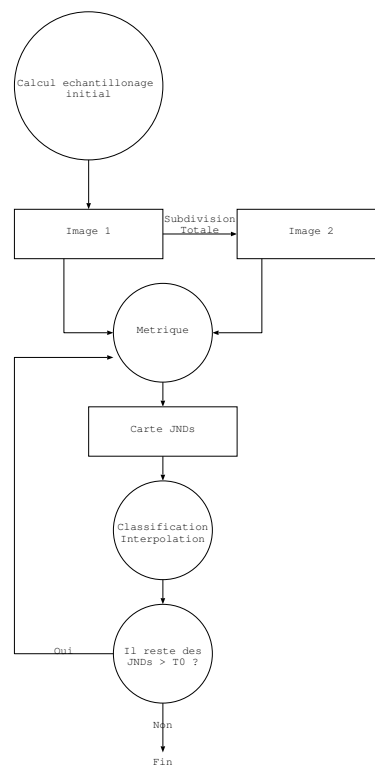 Calcul echantillonage
initial
Image 1
Subdivision
Totale
Image 2
Metrique
Carte JNDs
Classification
Interpolation
Il reste des
JNDs > T0 ?
Oui
Non
Fin